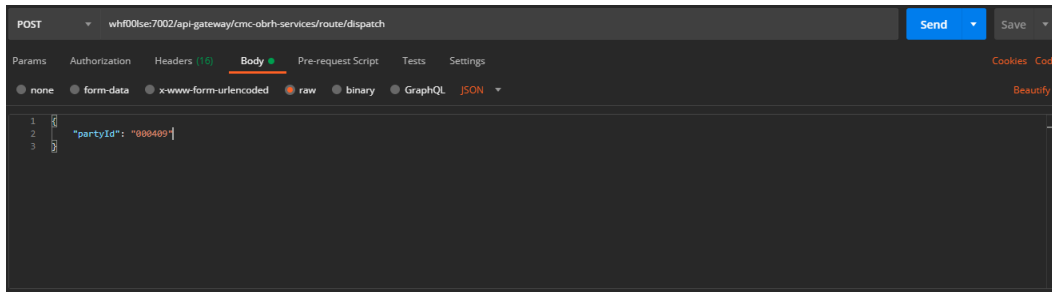 POST whf00lse:7002/api-gateway/cmc-obrh-services/route/dispatch Send Save
Params Authorization Headers (16) Body Pre-request Script Tests Settings Cookies Cod
none form-data x-www-form-urlencoded raw binary GraphQL JSON Beautify
1 {
2 "partyId": "000409"
3 }